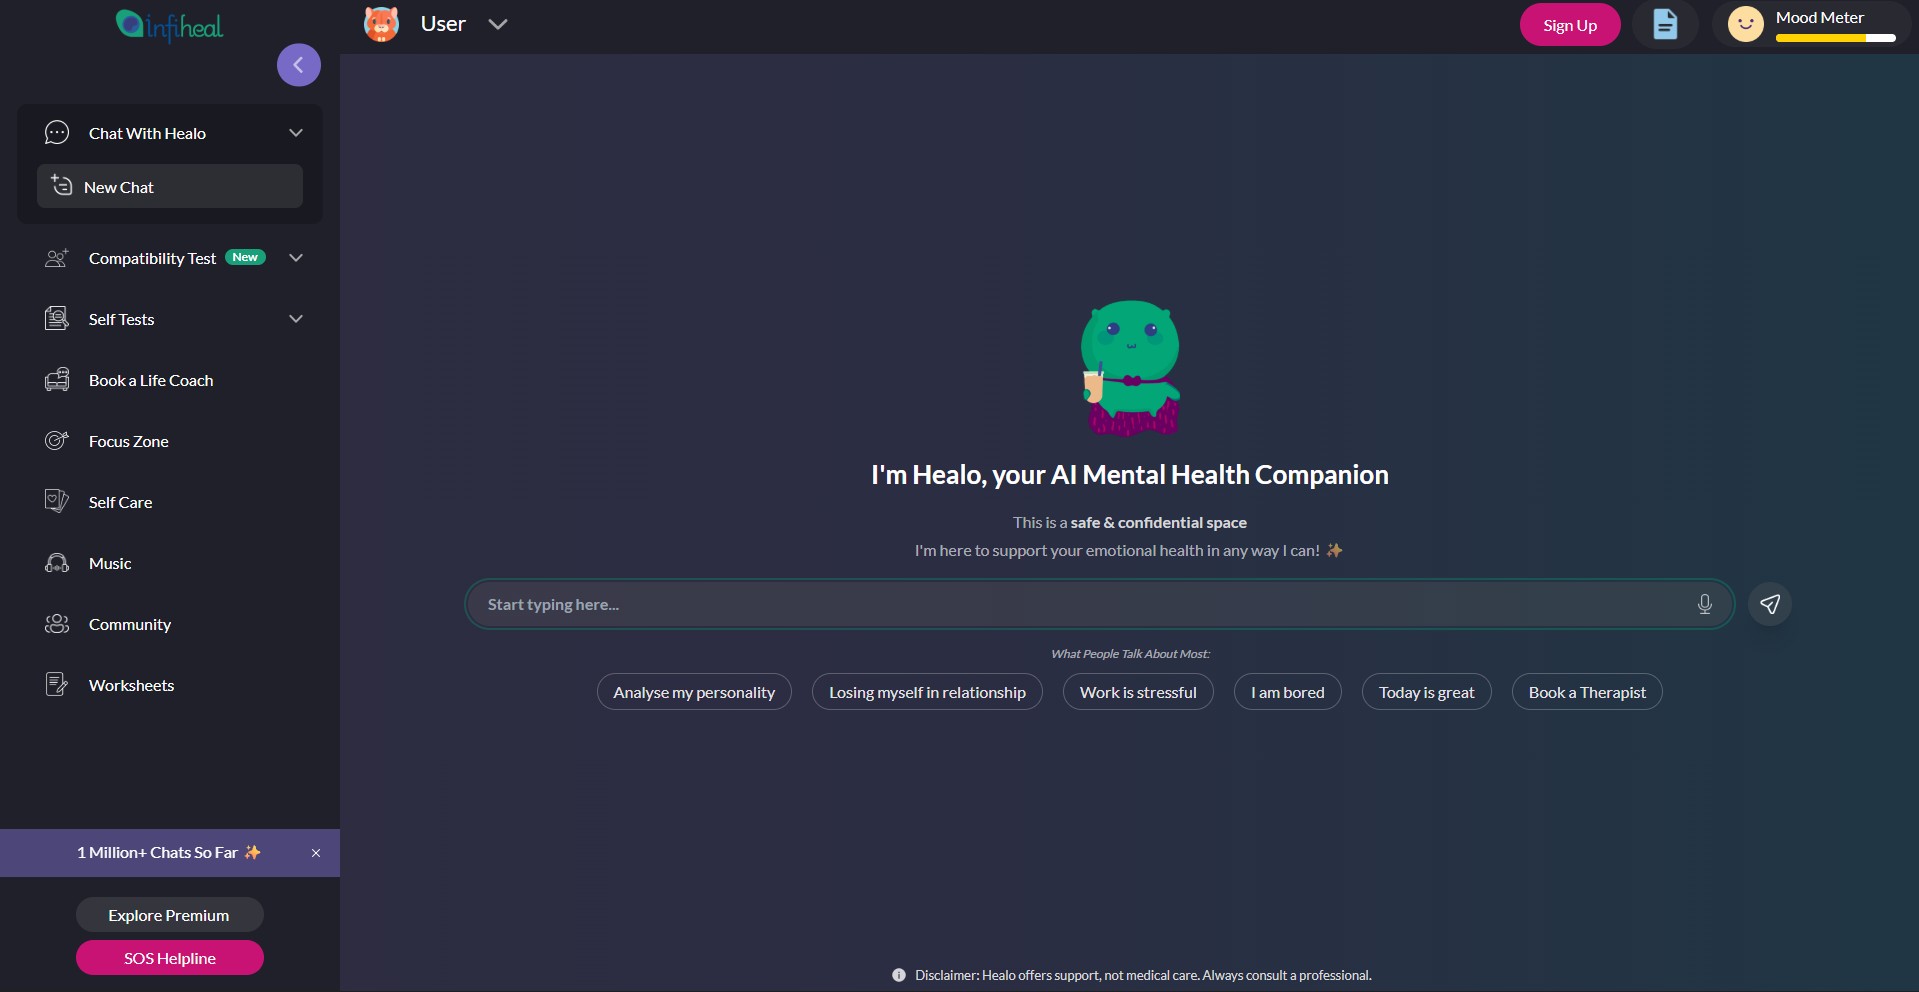 infiheal
User
Sign Up
Mood Meter
Chat With Healo
New Chat
Compatibility Test New
Self Tests
Book a Life Coach
Focus Zone
Self Care
Music
Community
Worksheets
1 Million+ Chats So Far ✨ ×
Explore Premium
SOS Helpline
I'm Healo, your AI Mental Health Companion
This is a safe & confidential space
I'm here to support your emotional health in any way I can! ✨
Start typing here...
What People Talk About Most:
Analyse my personality
Losing myself in relationship
Work is stressful
I am bored
Today is great
Book a Therapist
Disclaimer: Healo offers support, not medical care. Always consult a professional.